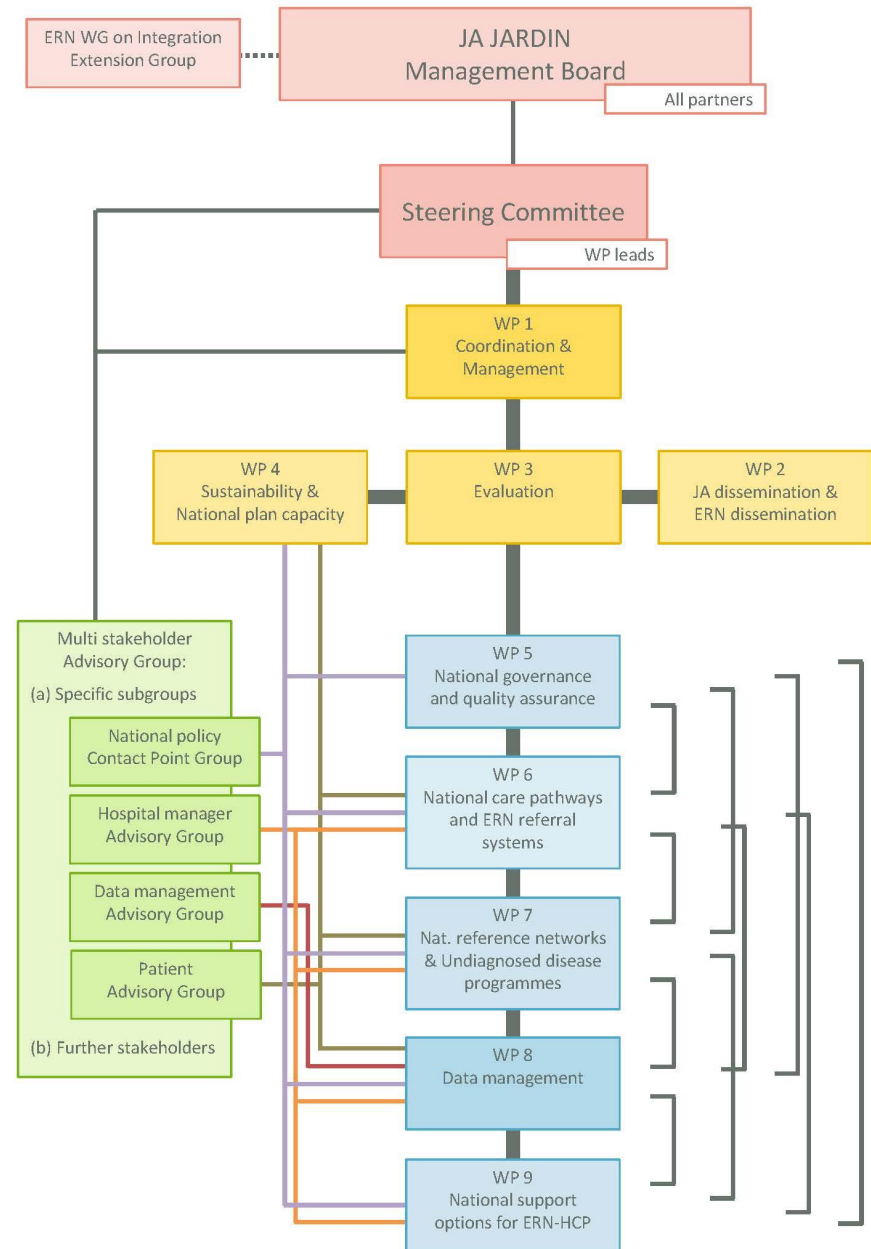 ERN WG on Integration
Extension Group
JA JARDIN
Management Board
All partners
Steering Committee
WP leads
WP 1
Coordination &
Management
WP 4
Sustainability &
National plan capacity
WP 3
Evaluation
WP 2
JA dissemination &
ERN dissemination
Multi stakeholder
Advisory Group:
(a) Specific subgroups
National policy
Contact Point Group
Hospital manager
Advisory Group
Data management
Advisory Group
Patient
Advisory Group
(b) Further stakeholders
WP 5
National governance
and quality assurance
WP 6
National care pathways
and ERN referral
systems
WP 7
Nat. reference networks
& Undiagnosed disease
programmes
WP 8
Data management
WP 9
National support
options for ERN-HCP